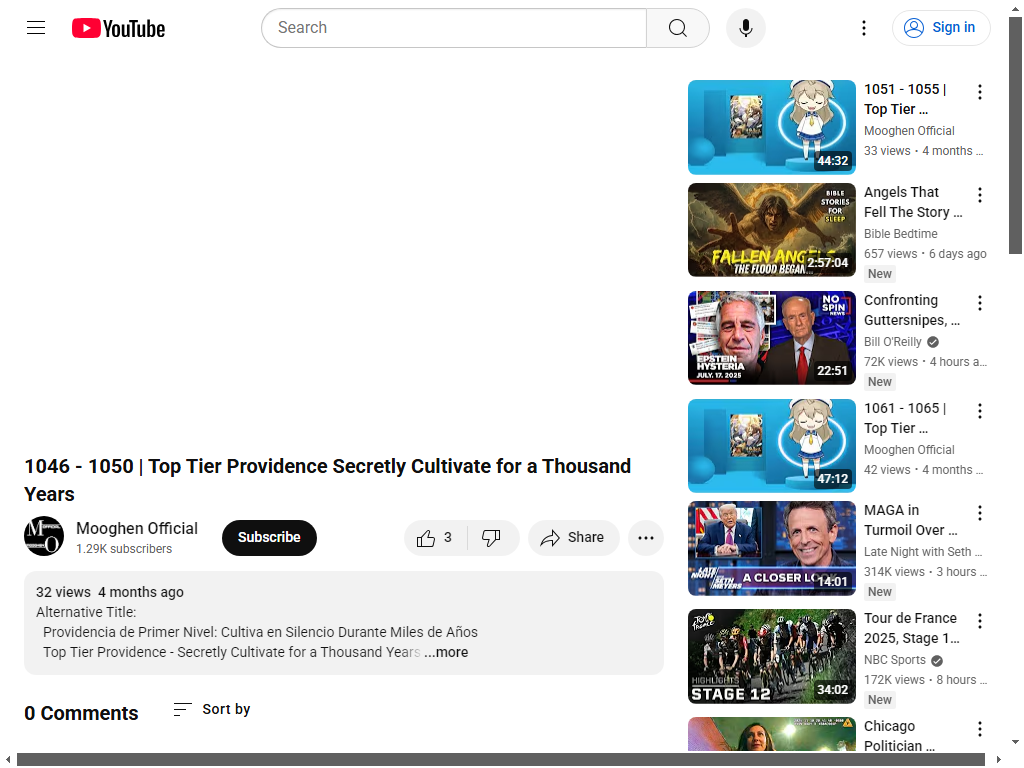 YouTube
Search
Sign in
1046 - 1050 | Top Tier Providence Secretly Cultivate for a Thousand
Years
Mooghen Official
1.29K subscribers
Subscribe
3
Share
32 views 4 months ago
Alternative Title:
Providencia de Primer Nivel: Cultiva en Silencio Durante Miles de Años
Top Tier Providence - Secretly Cultivate for a Thousand Years ...more
0 Comments
Sort by
44:32
1051 - 1055 |
Top Tier ...
Mooghen Official
33 views • 4 months ...
BIBLE
STORIES
FOR
SLEEP
FALLEN ANGELS
THE FLOOD BEGAN...
2:57:04
Angels That
Fell The Story ...
Bible Bedtime
657 views • 6 days ago
New
NO
SPIN
NEWS
EPSTEIN
HYSTERIA
JULY. 17. 2025
22:51
Confronting
Guttersnipes, ...
Bill O'Reilly
72K views • 4 hours a...
New
47:12
1061 - 1065 |
Top Tier ...
Mooghen Official
42 views • 4 months ...
LATE
NIGHT
SETH
MEYERS
A CLOSER LOOK
14:01
MAGA in
Turmoil Over ...
Late Night with Seth ...
314K views • 3 hours ...
New
TOUR DE
FRANCE
HIGHLIGHTS
STAGE 12
34:02
Tour de France
2025, Stage 1...
NBC Sports
172K views • 8 hours ...
New
Chicago
Politician ...